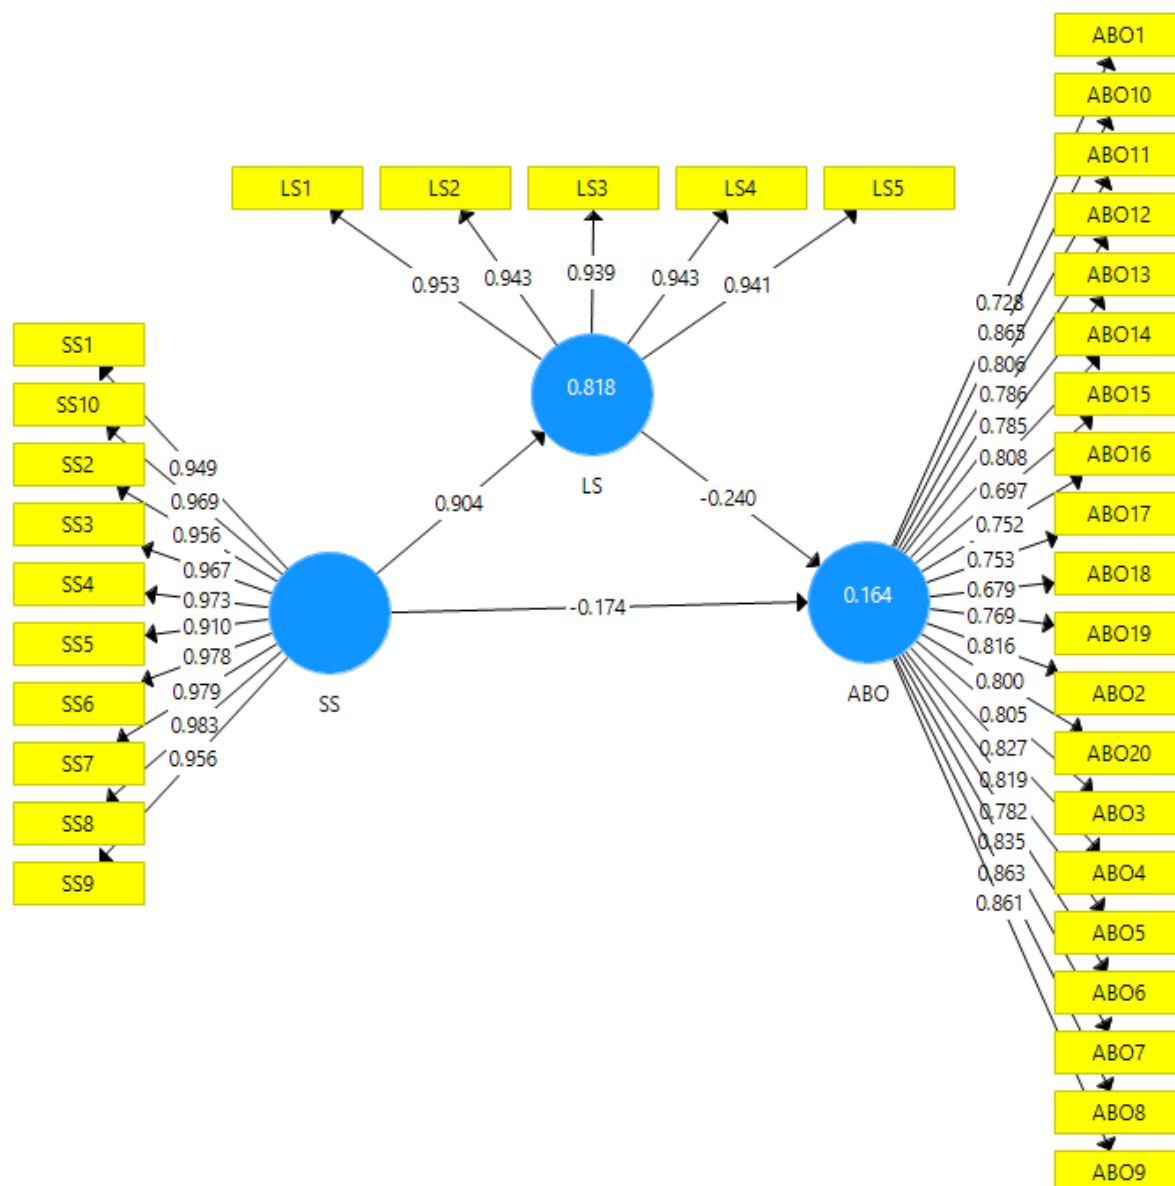 ABO1
ABO10
ABO11
ABO12
ABO13
ABO14
ABO15
ABO16
ABO17
ABO18
ABO19
ABO2
ABO20
ABO3
ABO4
ABO5
ABO6
ABO7
ABO8
ABO9
LS1
LS2
LS3
LS4
LS5
0.953
0.943
0.939
0.943
0.941
0.818
LS
SS1
SS10
SS2
SS3
SS4
SS5
SS6
SS7
SS8
SS9
0.949
0.969
0.956
0.967
0.973
0.910
0.978
0.979
0.983
0.956
SS
0.904
-0.240
-0.174
0.164
ABO
0.728
0.865
0.806
0.786
0.785
0.808
0.697
0.752
0.753
0.679
0.769
0.816
0.800
0.805
0.827
0.819
0.782
0.835
0.863
0.861